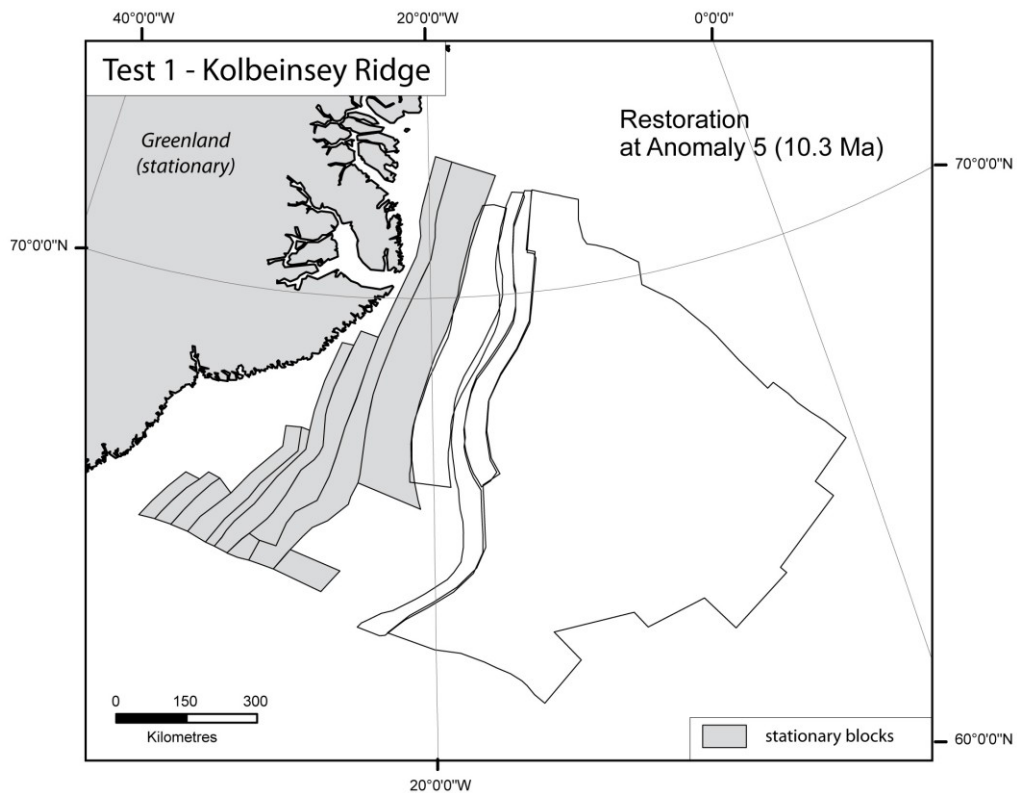 40°0'0"W
20°0'0"W
0°0'0"
Test 1 - Kolbeinsey Ridge
Greenland
(stationary)
Restoration
at Anomaly 5 (10.3 Ma)
70°0'0"N
70°0'0"N
0 150 300
Kilometres
stationary blocks
60°0'0"N
20°0'0"W